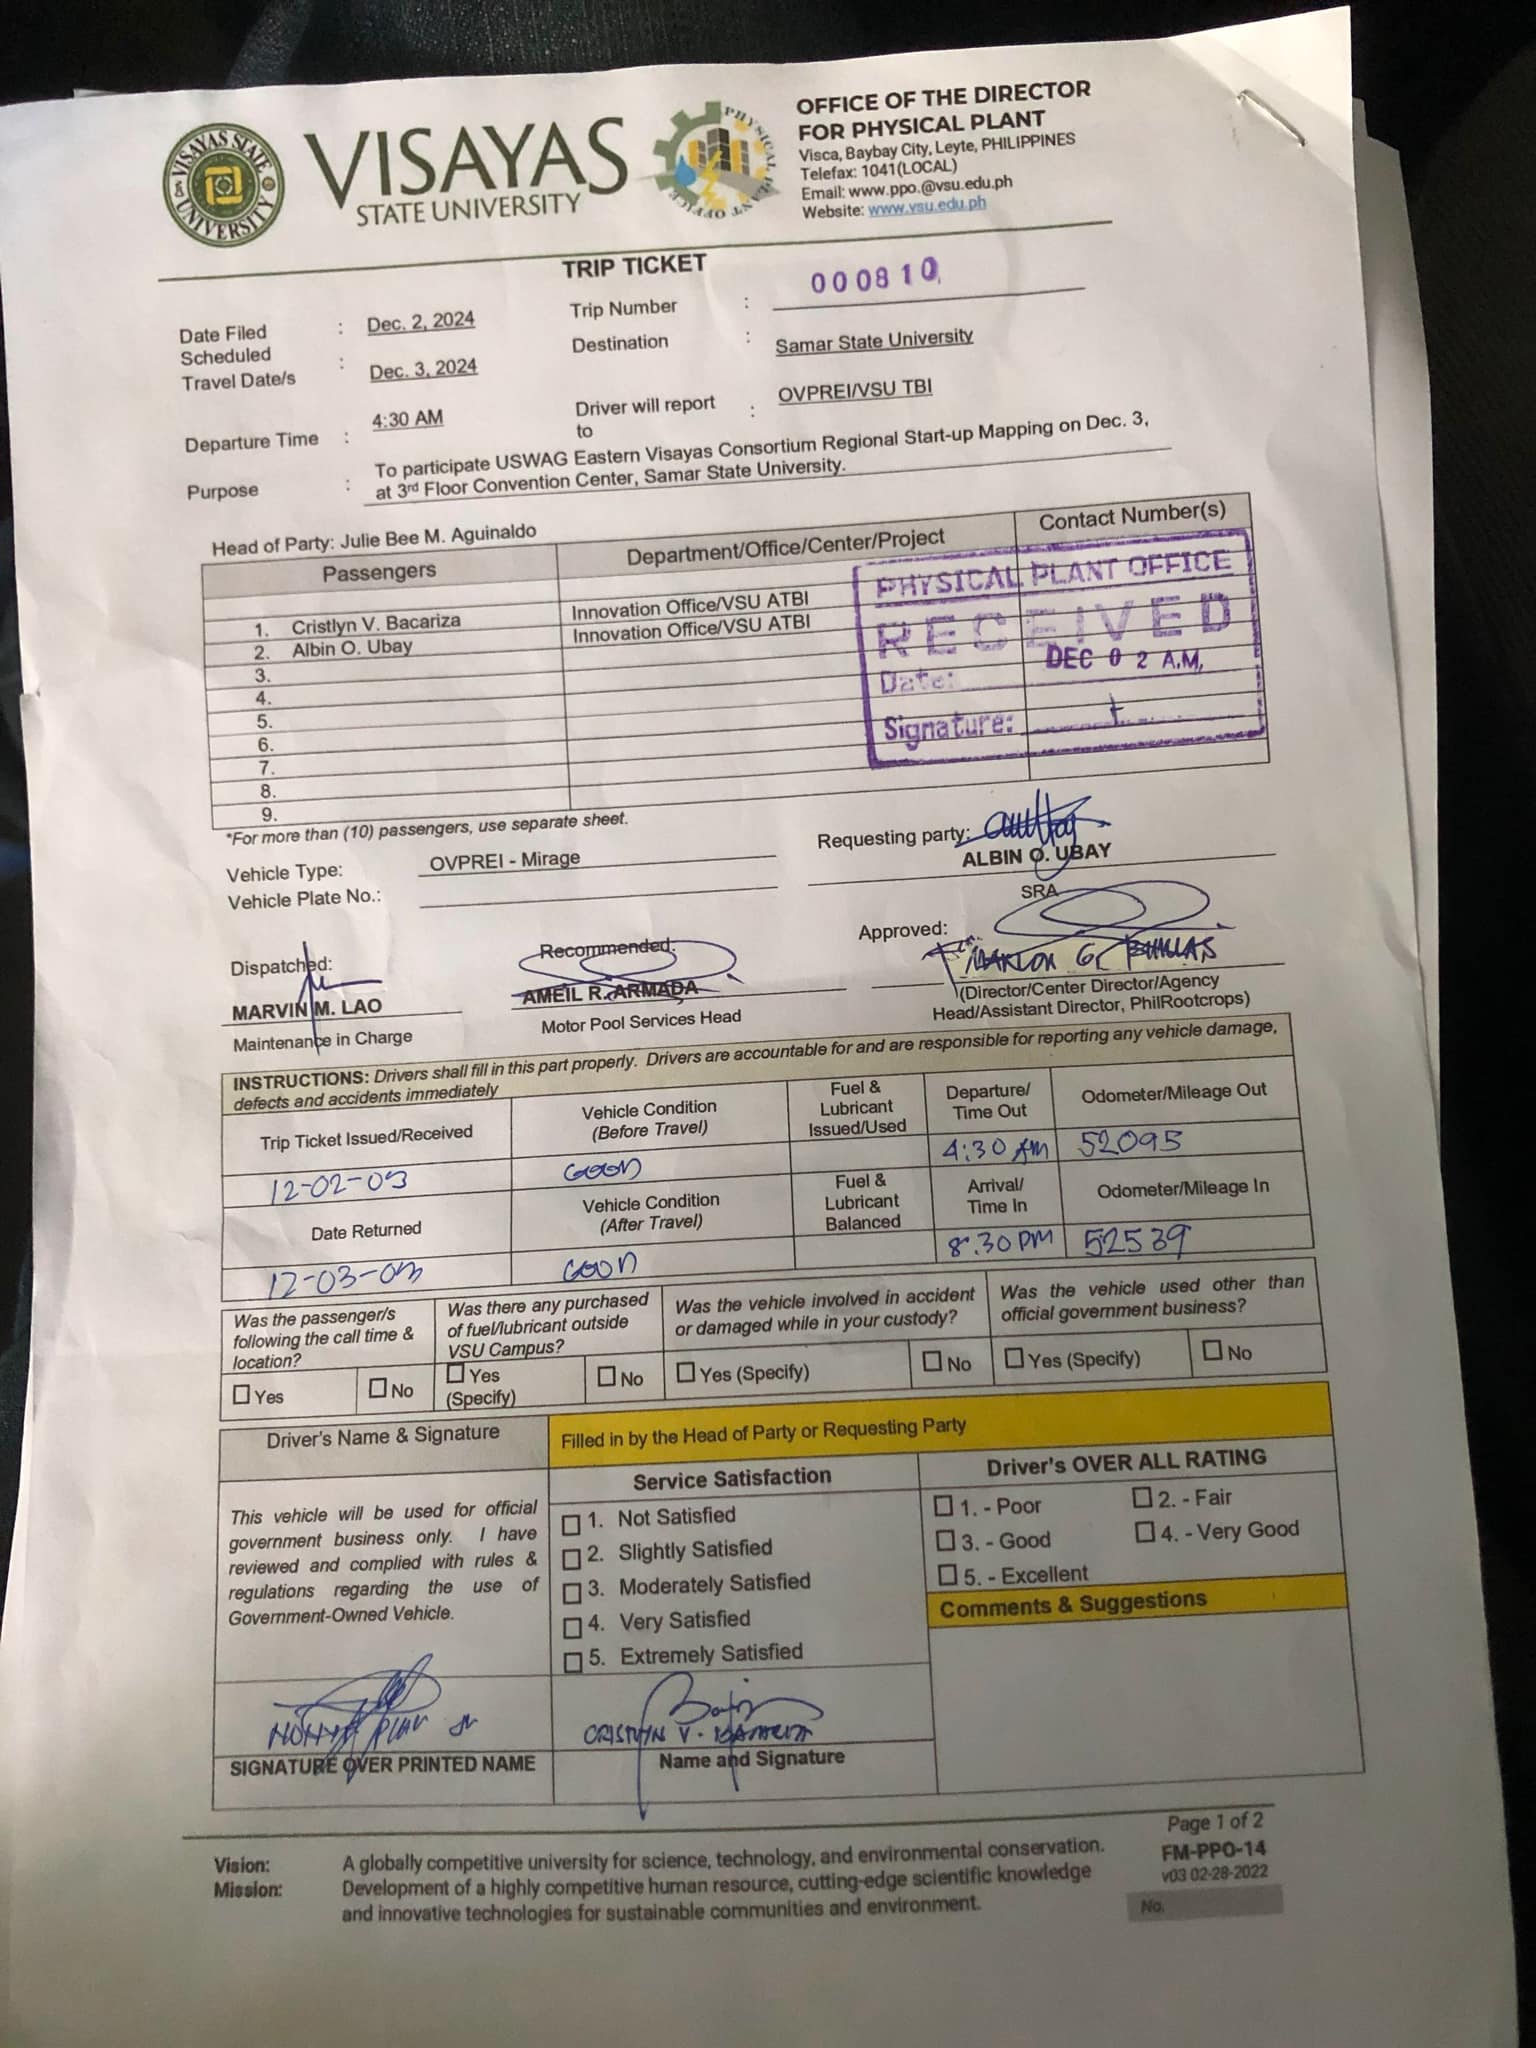 VISAYAS STATE UNIVERSITY
VISAYAS
STATE UNIVERSITY
PHYSICAL PLANT OFFICE
OFFICE OF THE DIRECTOR
FOR PHYSICAL PLANT
Visca, Baybay City, Leyte, PHILIPPINES
Telefax: 1041(LOCAL)
Email: www.ppo.@vsu.edu.ph
Website: www.vsu.edu.ph
TRIP TICKET
Date Filed : Dec. 2, 2024
Trip Number : 000810
Scheduled Travel Date/s : Dec. 3, 2024
Destination : Samar State University
Departure Time : 4:30 AM
Driver will report to : OVPREI/VSU TBI
Purpose : To participate USWAG Eastern Visayas Consortium Regional Start-up Mapping on Dec. 3,
at 3rd Floor Convention Center, Samar State University.
Head of Party: Julie Bee M. Aguinaldo
Passengers Department/Office/Center/Project Contact Number(s)
1. Cristlyn V. Bacariza Innovation Office/VSU ATBI
2. Albin O. Ubay Innovation Office/VSU ATBI
3.
4.
5.
6.
7.
8.
9.
PHYSICAL PLANT OFFICE
RECEIVED
Date: DEC 02 A.M.
Signature:
*For more than (10) passengers, use separate sheet.
Vehicle Type: OVPREI - Mirage
Vehicle Plate No.:
Requesting party:
ALBIN O. UBAY
SRA
Dispatched:
MARVIN M. LAO
Maintenance in Charge
Recommended:
AMEIL R. ARMADA
Motor Pool Services Head
Approved:
(Director/Center Director/Agency
Head/Assistant Director, PhilRootcrops)
INSTRUCTIONS: Drivers shall fill in this part properly. Drivers are accountable for and are responsible for reporting any vehicle damage,
defects and accidents immediately
Trip Ticket Issued/Received
Vehicle Condition
(Before Travel)
Fuel &
Lubricant
Issued/Used
Departure/
Time Out
Odometer/Mileage Out
12-02-03 GOOD 4:30 AM 52095
Date Returned
Vehicle Condition
(After Travel)
Fuel &
Lubricant
Balanced
Arrival/
Time In
Odometer/Mileage In
12-03-03 GOOD 8:30 PM 52539
Was the passenger/s
following the call time &
location?
Yes No
Was there any purchased
of fuel/lubricant outside
VSU Campus?
Yes
(Specify)
No
Was the vehicle involved in accident
or damaged while in your custody?
Yes (Specify) No
Was the vehicle used other than
official government business?
Yes (Specify) No
Driver's Name & Signature
This vehicle will be used for official
government business only. I have
reviewed and complied with rules &
regulations regarding the use of
Government-Owned Vehicle.
SIGNATURE OVER PRINTED NAME
Filled in by the Head of Party or Requesting Party
Service Satisfaction
1. Not Satisfied
2. Slightly Satisfied
3. Moderately Satisfied
4. Very Satisfied
5. Extremely Satisfied
CRISTLYN V. BACARIZA
Name and Signature
Driver's OVER ALL RATING
1. - Poor 2. - Fair
3. - Good 4. - Very Good
5. - Excellent
Comments & Suggestions
Vision: A globally competitive university for science, technology, and environmental conservation.
Mission: Development of a highly competitive human resource, cutting-edge scientific knowledge
and innovative technologies for sustainable communities and environment.
Page 1 of 2
FM-PPO-14
v03 02-28-2022
No.